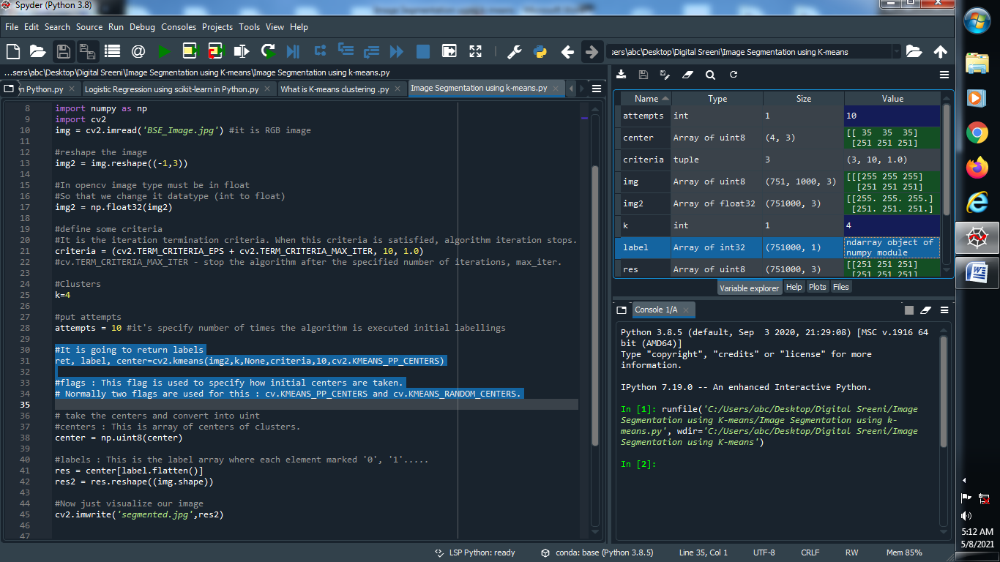 Spyder (Python 3.8)
File Edit Search Source Run Debug Consoles Projects Tools View Help
sers\abc\Desktop\Digital Sreeni\Image Segmentation using K-means
...sers\abc\Desktop\Digital Sreeni\Image Segmentation using K-means\Image Segmentation using k-means.py
n Python.py
Logistic Regression using scikit-learn in Python.py
What is K-means clustering .py
Image Segmentation using k-means.py
8 import numpy as np
9 import cv2
10 img = cv2.imread('BSE_Image.jpg') #it is RGB image
11
12 #reshape the image
13 img2 = img.reshape((-1,3))
14
15 #In opencv image type must be in float
16 #So that we change it datatype (int to float)
17 img2 = np.float32(img2)
18
19 #define some criteria
20 #It is the iteration termination criteria. When this criteria is satisfied, algorithm iteration stops.
21 criteria = (cv2.TERM_CRITERIA_EPS + cv2.TERM_CRITERIA_MAX_ITER, 10, 1.0)
22 #cv.TERM_CRITERIA_MAX_ITER - stop the algorithm after the specified number of iterations, max_iter.
23
24 #Clusters
25 k=4
26
27 #put attempts
28 attempts = 10 #it's specify number of times the algorithm is executed initial labellings
29
30 #It is going to return labels
31 ret, label, center=cv2.kmeans(img2,k,None,criteria,10,cv2.KMEANS_PP_CENTERS)
32
33 #flags : This flag is used to specify how initial centers are taken.
34 # Normally two flags are used for this : cv.KMEANS_PP_CENTERS and cv.KMEANS_RANDOM_CENTERS.
35
36 # take the centers and convert into uint
37 #centers : This is array of centers of clusters.
38 center = np.uint8(center)
39
40 #labels : This is the label array where each element marked '0', '1'.....
41 res = center[label.flatten()]
42 res2 = res.reshape((img.shape))
43
44 #Now just visualize our image
45 cv2.imwrite('segmented.jpg',res2)
46
47
Name Type Size Value
attempts int 1 10
center Array of uint8 (4, 3) [[ 35 35 35]
[251 251 251]
criteria tuple 3 (3, 10, 1.0)
img Array of uint8 (751, 1000, 3) [[[255 255 255]
[251 251 251]
img2 Array of float32 (751000, 3) [[255. 255. 255.]
[251. 251. 251.]
k int 1 4
label Array of int32 (751000, 1) ndarray object of
numpy module
res Array of uint8 (751000, 3) [[251 251 251]
[251 251 251]
Variable explorer Help Plots Files
Console 1/A
Python 3.8.5 (default, Sep 3 2020, 21:29:08) [MSC v.1916 64
bit (AMD64)]
Type "copyright", "credits" or "license" for more
information.
IPython 7.19.0 -- An enhanced Interactive Python.
In [1]: runfile('C:/Users/abc/Desktop/Digital Sreeni/Image
Segmentation using K-means/Image Segmentation using k-
means.py', wdir='C:/Users/abc/Desktop/Digital Sreeni/Image
Segmentation using K-means')
In [2]:
LSP Python: ready
conda: base (Python 3.8.5)
Line 35, Col 1
UTF-8
CRLF
RW
Mem 85%
5:12 AM
5/8/2021